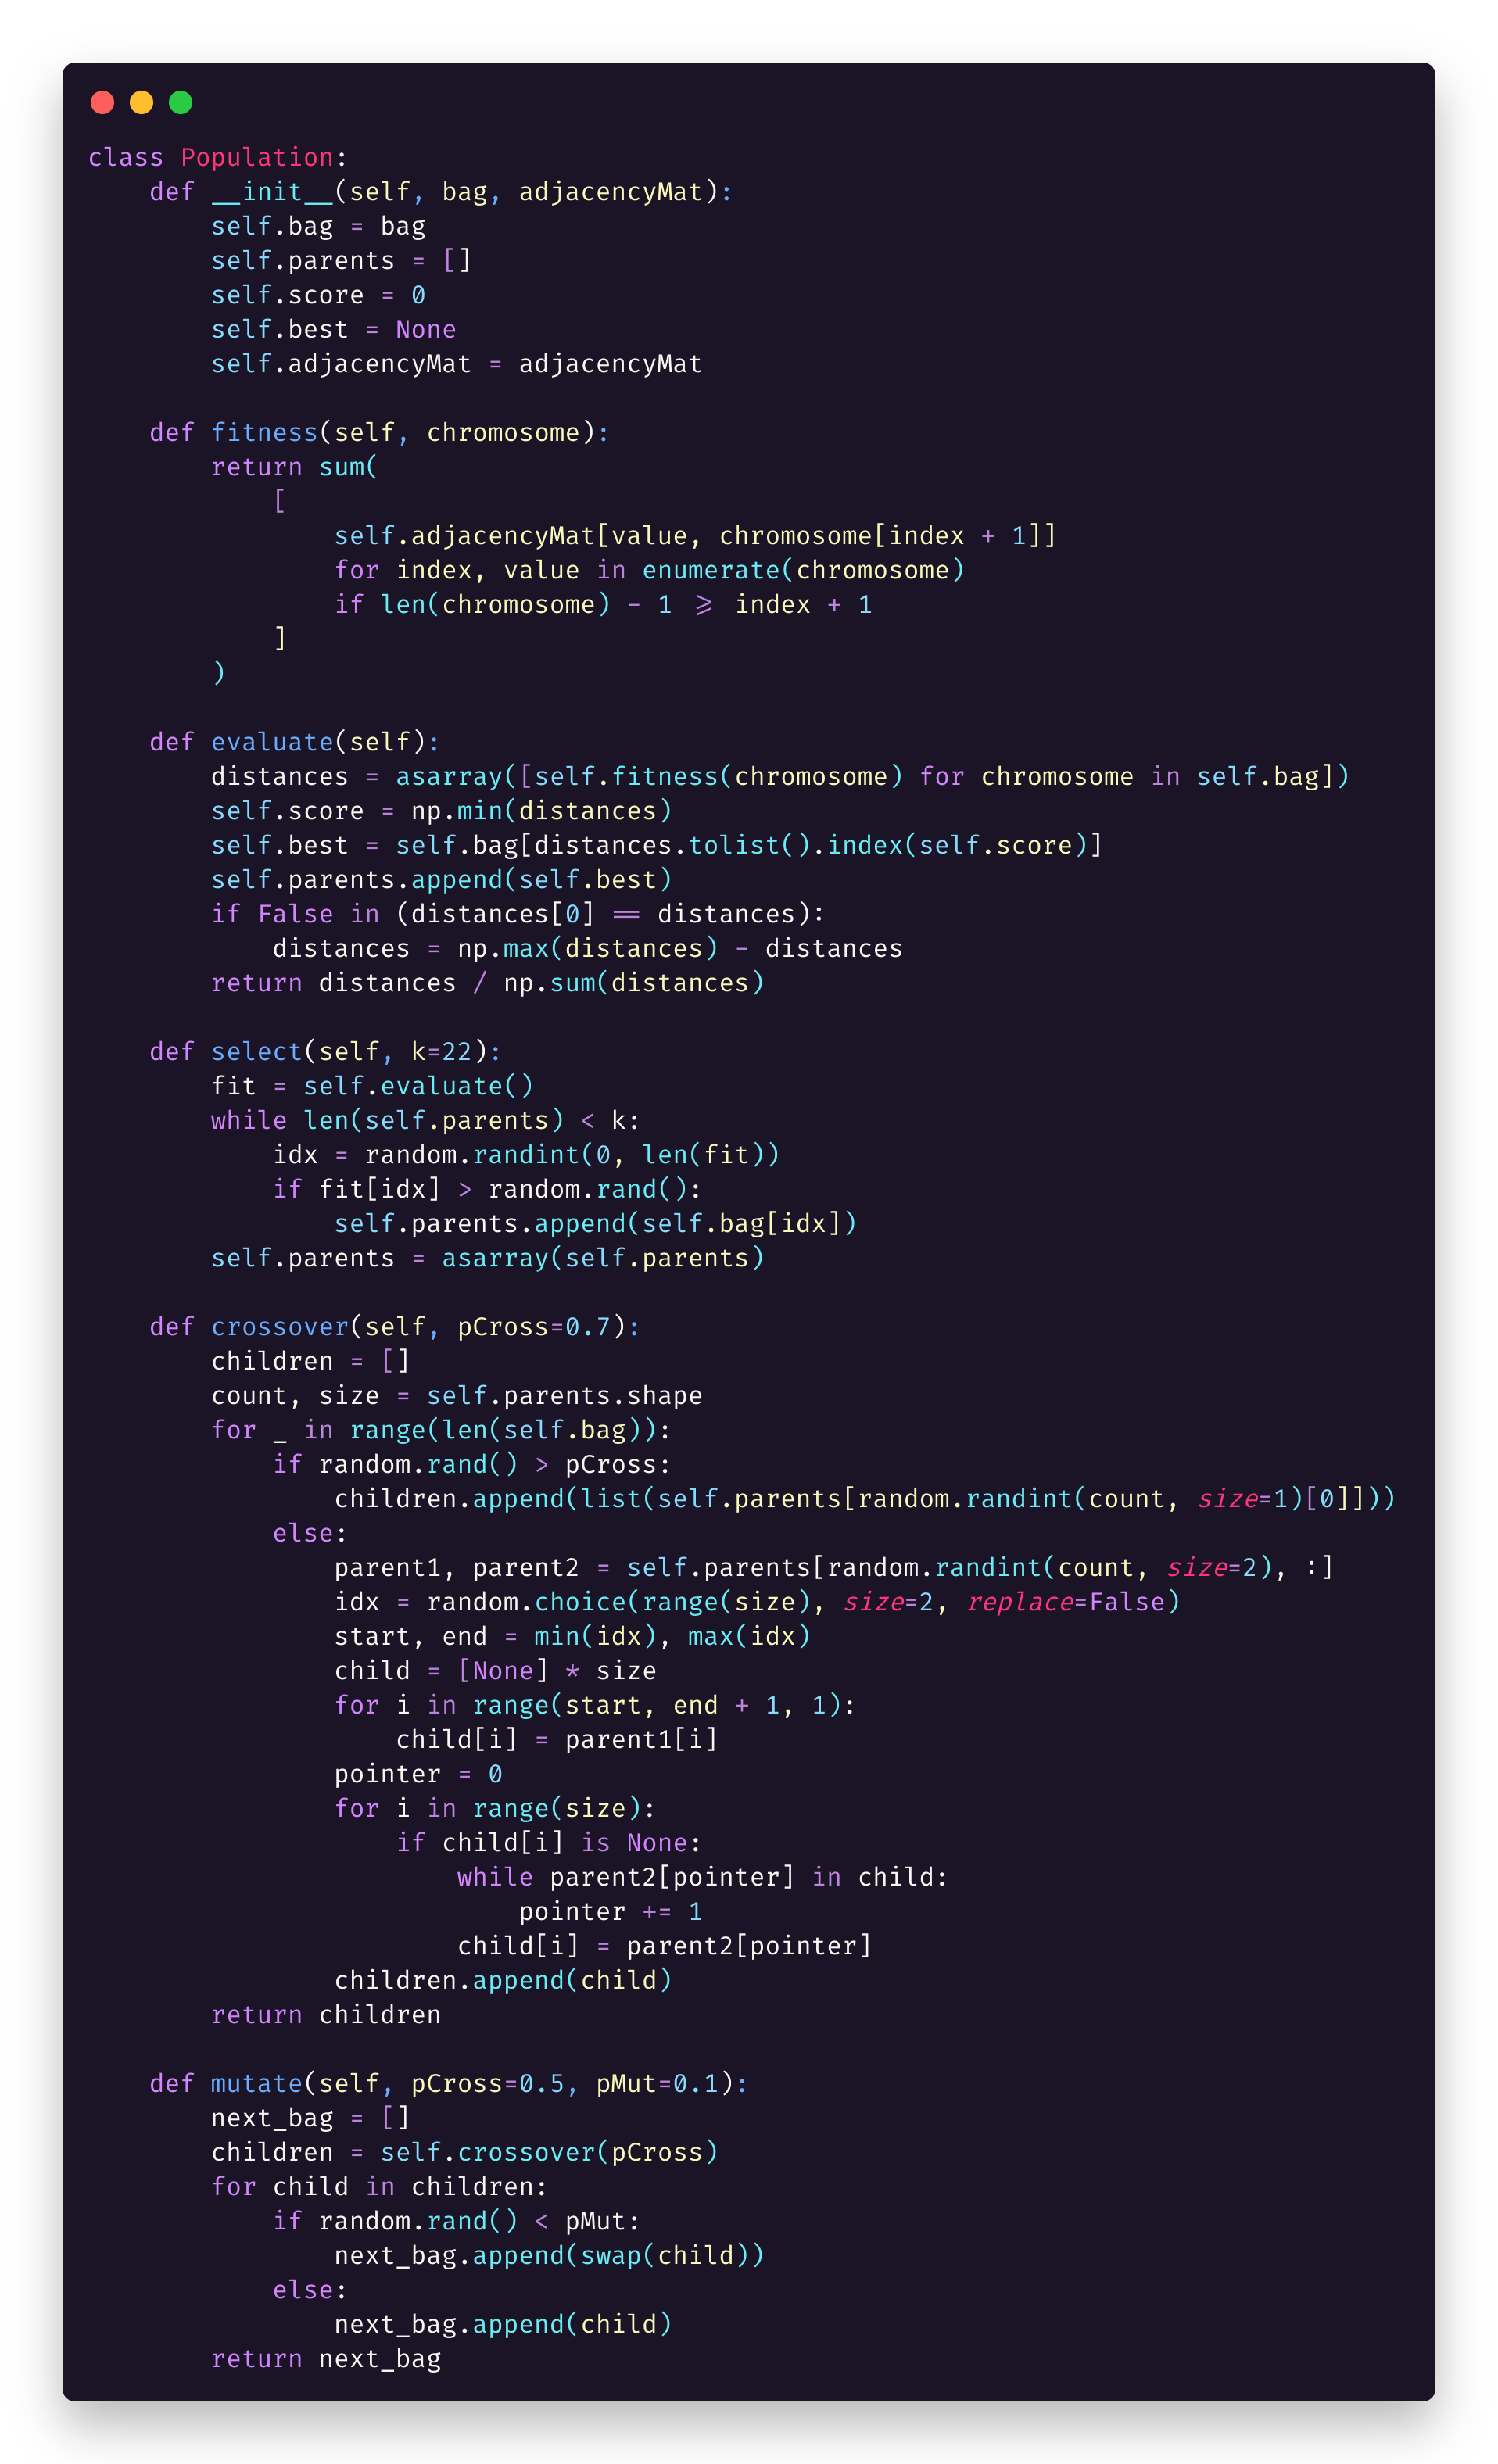 class Population:
    def __init__(self, bag, adjacencyMat):
        self.bag = bag
        self.parents = []
        self.score = 0
        self.best = None
        self.adjacencyMat = adjacencyMat

    def fitness(self, chromosome):
        return sum(
            [
                self.adjacencyMat[value, chromosome[index + 1]]
                for index, value in enumerate(chromosome)
                if len(chromosome) - 1 >= index + 1
            ]
        )

    def evaluate(self):
        distances = asarray([self.fitness(chromosome) for chromosome in self.bag])
        self.score = np.min(distances)
        self.best = self.bag[distances.tolist().index(self.score)]
        self.parents.append(self.best)
        if False in (distances[0] == distances):
            distances = np.max(distances) - distances
        return distances / np.sum(distances)

    def select(self, k=22):
        fit = self.evaluate()
        while len(self.parents) < k:
            idx = random.randint(0, len(fit))
            if fit[idx] > random.rand():
                self.parents.append(self.bag[idx])
        self.parents = asarray(self.parents)

    def crossover(self, pCross=0.7):
        children = []
        count, size = self.parents.shape
        for _ in range(len(self.bag)):
            if random.rand() > pCross:
                children.append(list(self.parents[random.randint(count, size=1)[0]]))
            else:
                parent1, parent2 = self.parents[random.randint(count, size=2), :]
                idx = random.choice(range(size), size=2, replace=False)
                start, end = min(idx), max(idx)
                child = [None] * size
                for i in range(start, end + 1, 1):
                    child[i] = parent1[i]
                pointer = 0
                for i in range(size):
                    if child[i] is None:
                        while parent2[pointer] in child:
                            pointer += 1
                        child[i] = parent2[pointer]
                children.append(child)
        return children

    def mutate(self, pCross=0.5, pMut=0.1):
        next_bag = []
        children = self.crossover(pCross)
        for child in children:
            if random.rand() < pMut:
                next_bag.append(swap(child))
            else:
                next_bag.append(child)
        return next_bag